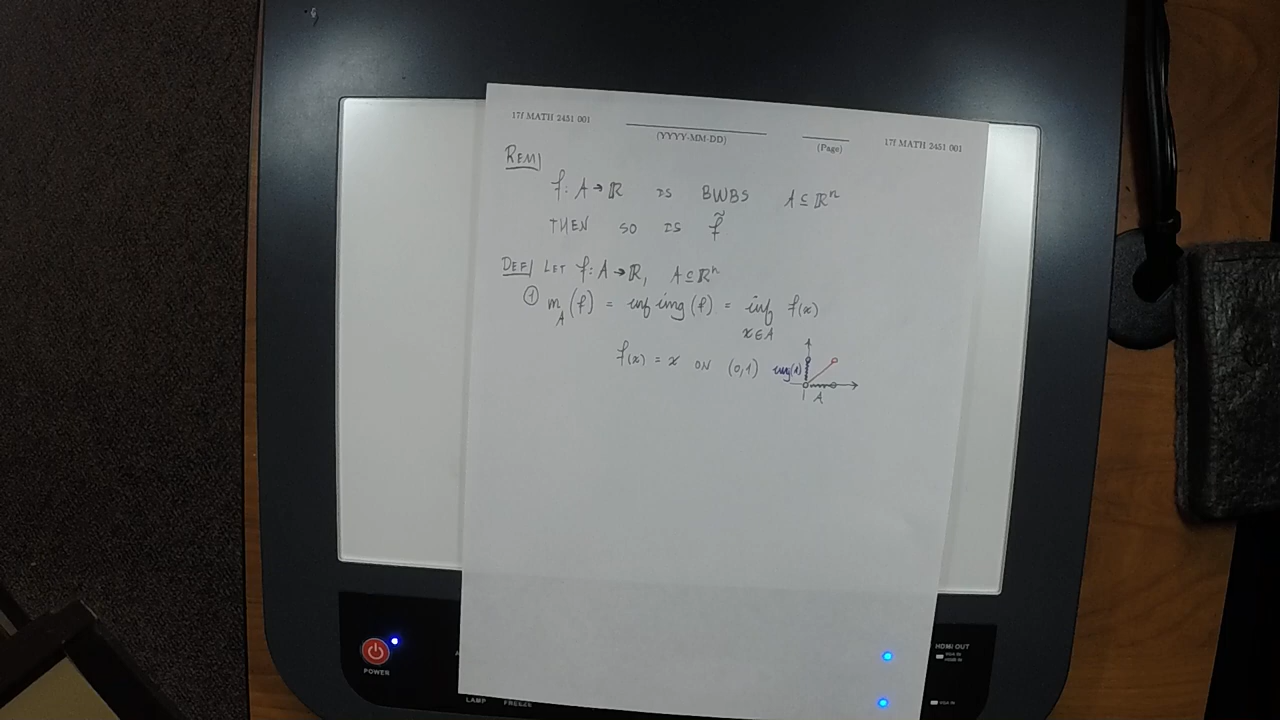 17f MATH 2451 001
(YYYY-MM-DD)
(Page)
17f MATH 2451 001
REM
f: A → ℝ IS BWBS A ⊆ ℝⁿ
THEN SO IS f̃
DEF LET f: A → ℝ, A ⊆ ℝⁿ
① m_A (f) = inf img(f) = inf_{x∈A} f(x)
f(x) = x ON (0,1)
img(f)
A
POWER
LAMP
FREEZE
HDMI OUT